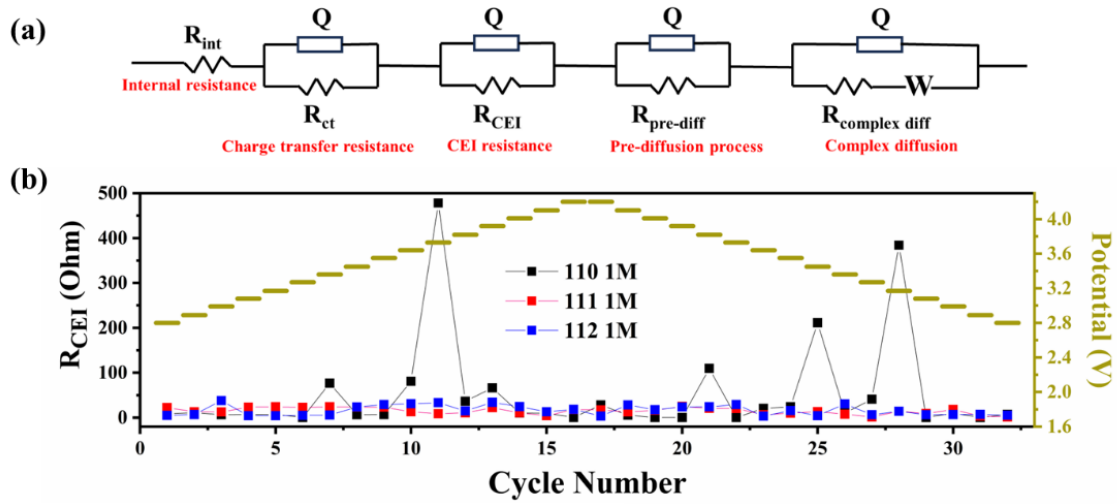 (a)
R_int
Internal resistance
Q
R_ct
Charge transfer resistance
Q
R_CEI
CEI resistance
Q
R_pre-diff
Pre-diffusion process
Q
W
R_complex diff
Complex diffusion
(b)
R_CEI (Ohm)
500
400
300
200
100
0
110 1M
111 1M
112 1M
4.0
3.6
3.2
2.8
2.4
2.0
1.6
Potential (V)
0 5 10 15 20 25 30
Cycle Number